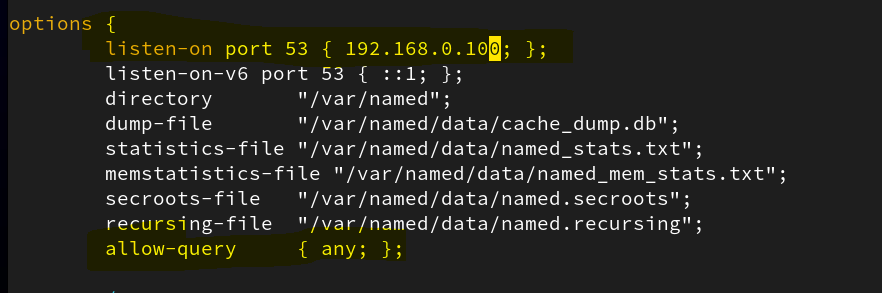 options {
listen-on port 53 { 192.168.0.100; };
listen-on-v6 port 53 { ::1; };
directory "/var/named";
dump-file "/var/named/data/cache_dump.db";
statistics-file "/var/named/data/named_stats.txt";
memstatistics-file "/var/named/data/named_mem_stats.txt";
secroots-file "/var/named/data/named.secroots";
recursing-file "/var/named/data/named.recursing";
allow-query { any; };